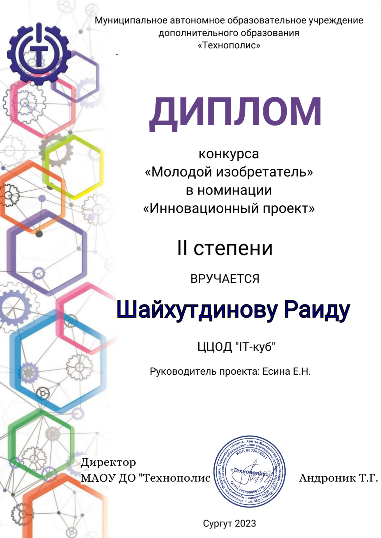 Муниципальное автономное образовательное учреждение
дополнительного образования
«Технополис»
ДИПЛОМ
конкурса
«Молодой изобретатель»
в номинации
«Инновационный проект»
II степени
ВРУЧАЕТСЯ
Шайхутдинову Раиду
ЦЦОД "IT-куб"
Руководитель проекта: Есина Е.Н.
Директор
МАОУ ДО "Технополис
Андроник Т.Г.
Сургут 2023